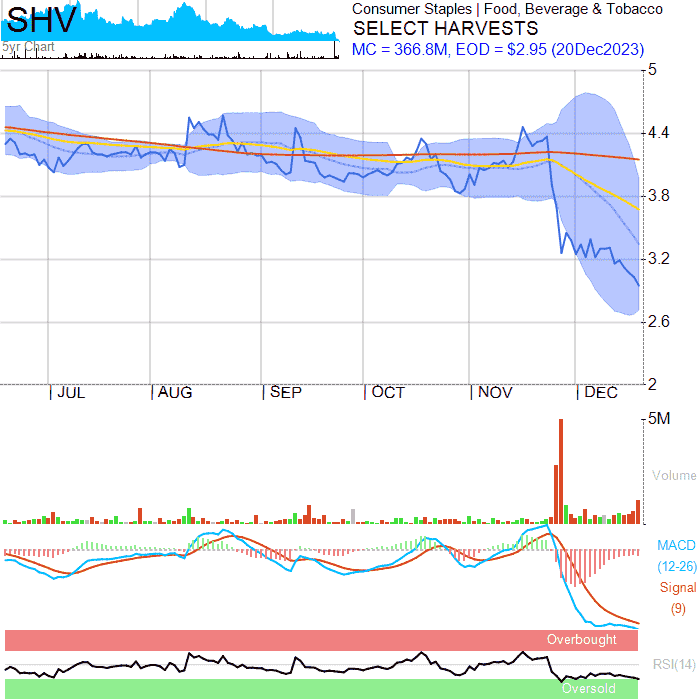 SHV
5yr Chart
Consumer Staples | Food, Beverage & Tobacco
SELECT HARVESTS
MC = 366.8M, EOD = $2.95 (20Dec2023)
5
4.4
3.8
3.2
2.6
2
JUL AUG SEP OCT NOV DEC
5M
Volume
MACD
(12-26)
Signal
(9)
Overbought
RSI(14)
Oversold